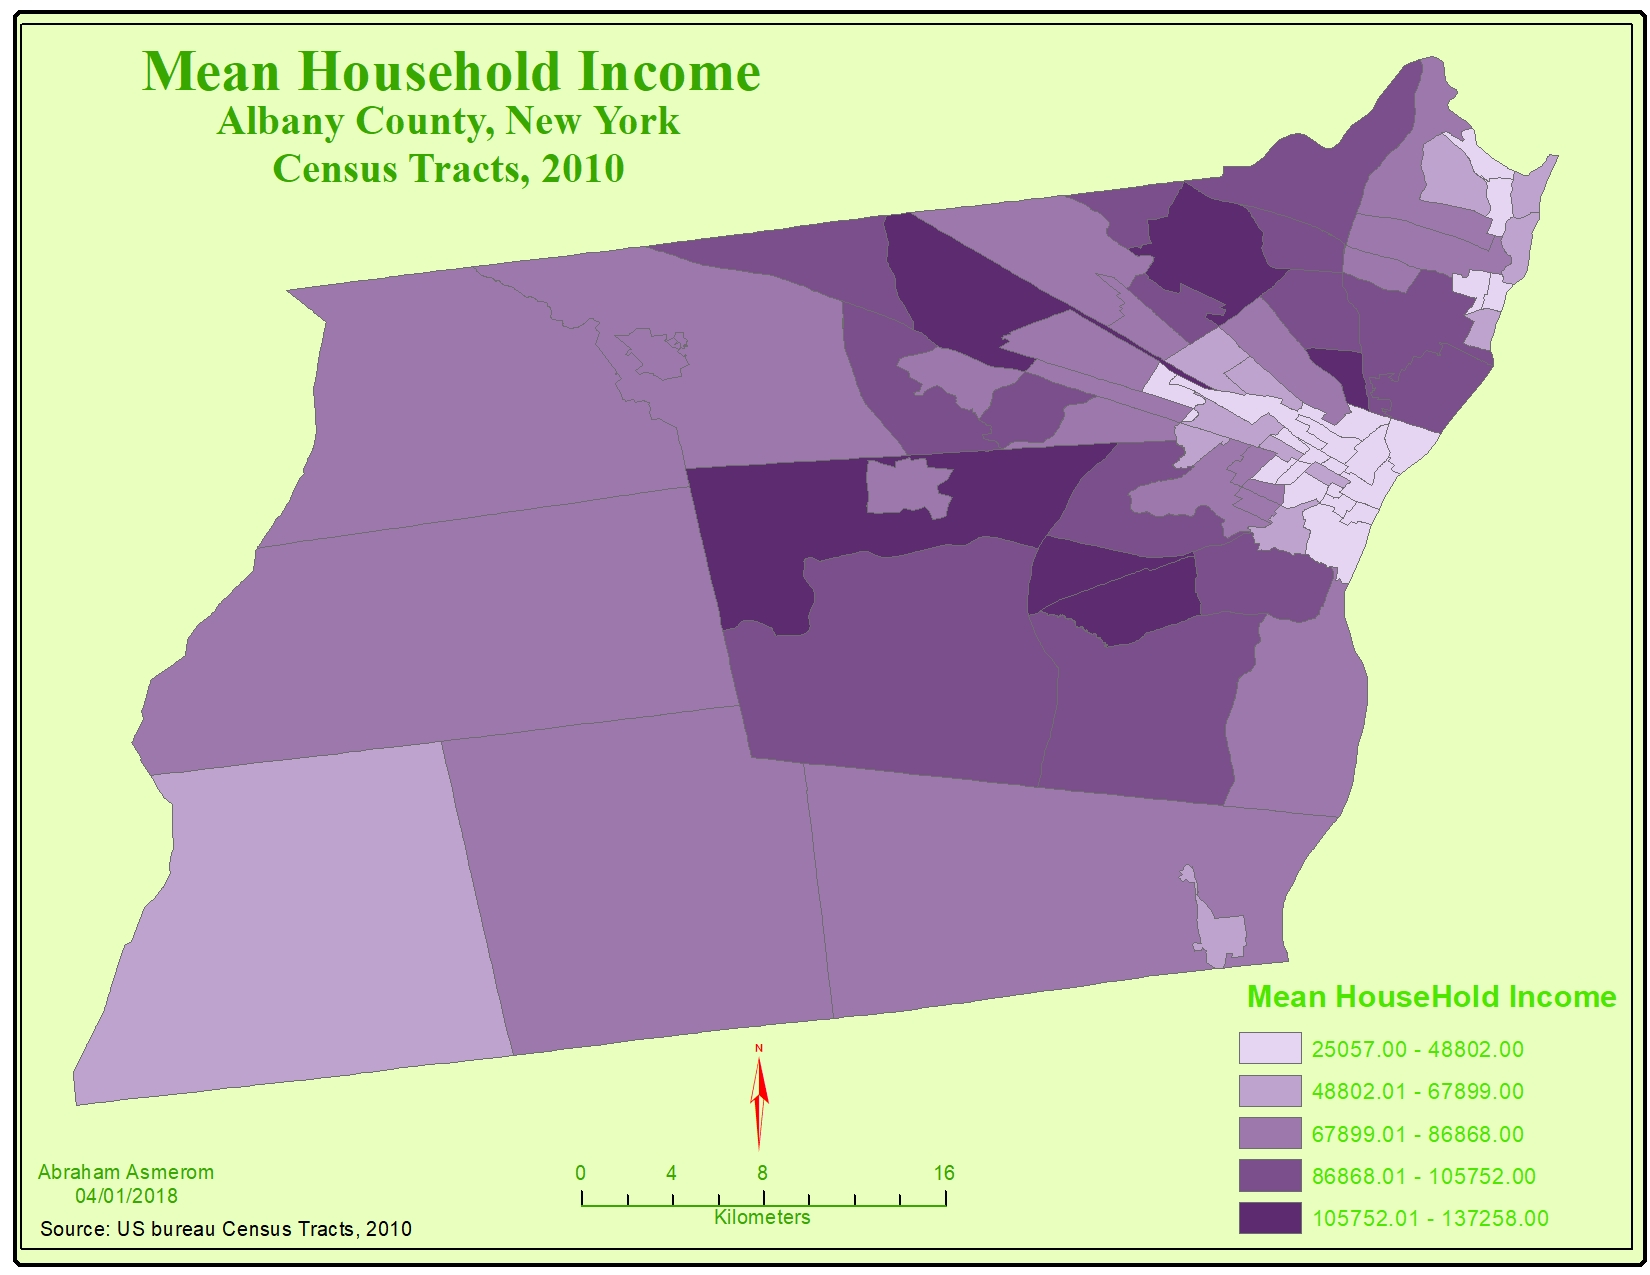 Mean Household Income
Albany County, New York
Census Tracts, 2010
Mean HouseHold Income
25057.00 - 48802.00
48802.01 - 67899.00
67899.01 - 86868.00
86868.01 - 105752.00
105752.01 - 137258.00
N
0 4 8 16
Kilometers
Abraham Asmerom
04/01/2018
Source: US bureau Census Tracts, 2010